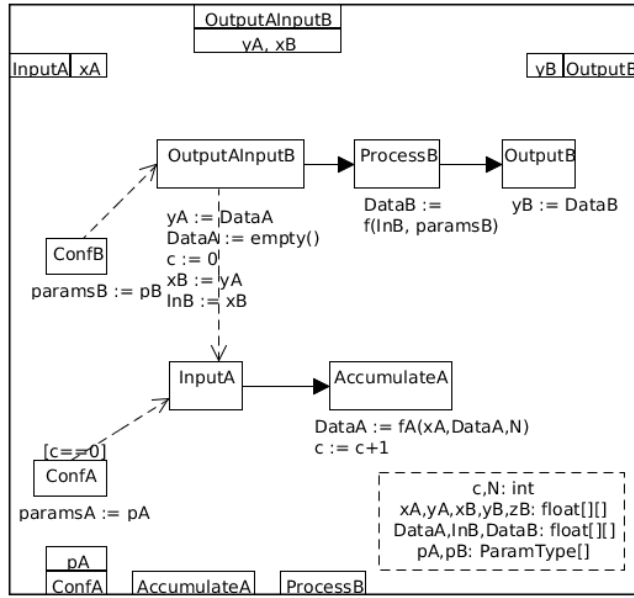 OutputAInputB
yA, xB
InputA xA
yB OutputB
OutputAInputB
ProcessB
OutputB
yA := DataA
DataA := empty()
c := 0
xB := yA
InB := xB
DataB :=
f(InB, paramsB)
yB := DataB
ConfB
paramsB := pB
InputA
AccumulateA
DataA := fA(xA,DataA,N)
c := c+1
[c==0]
ConfA
paramsA := pA
c,N: int
xA,yA,xB,yB,zB: float[][]
DataA,InB,DataB: float[][]
pA,pB: ParamType[]
pA
ConfA
AccumulateA
ProcessB